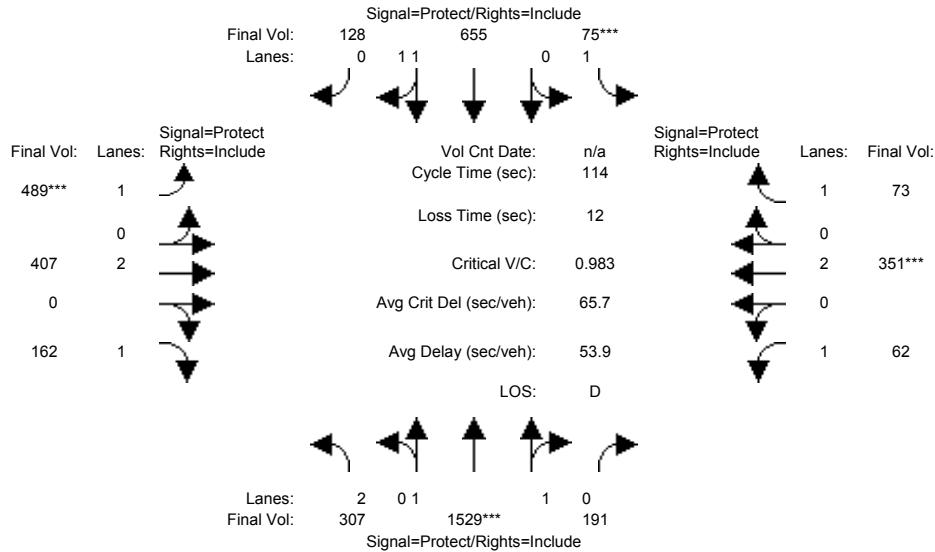 Signal=Protect/Rights=Include
Final Vol: 128 655 75***
Lanes: 0 1 1 0 1
Signal=Protect Signal=Protect
Final Vol: Lanes: Rights=Include Vol Cnt Date: n/a Rights=Include Lanes: Final Vol:
Cycle Time (sec): 114
489*** 1 1 73
Loss Time (sec): 12
0 0
407 2 Critical V/C: 0.983 2 351***
0 Avg Crit Del (sec/veh): 65.7 0
162 1 Avg Delay (sec/veh): 53.9 1 62
LOS: D
Lanes: 2 0 1 1 0
Final Vol: 307 1529*** 191
Signal=Protect/Rights=Include